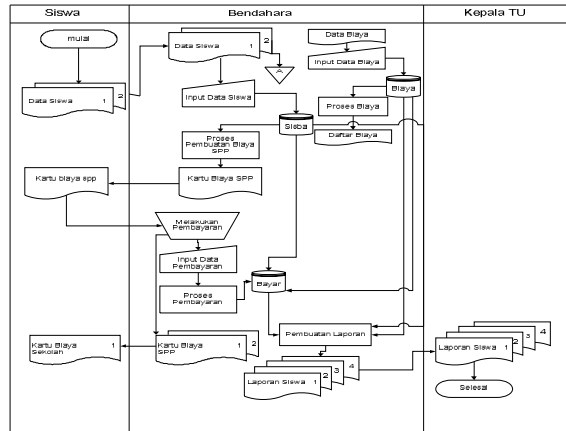 Siswa
Bendahara
Kepala TU
mulai
Data Siswa 1
2
Data Siswa 1
2
A
Data Biaya
Input Data Biaya
Input Data Siswa
Biaya
Proses Biaya
Daftar Biaya
Sisba
Proses
Pembuatan Biaya
SPP
Kartu biaya spp
Kartu Biaya SPP
Melakukan
Pembayaran
Input Data
Pembayaran
Proses
Pembayaran
Bayar
Kartu Biaya 1
Sekolah
Kartu Biaya 1
SPP
2
Pembuatan Laporan
Laporan Siswa 1
2
3
4
Laporan Siswa 1
2
3
4
Selesai